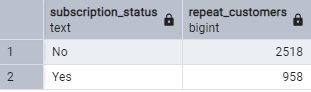 subscription_status repeat_customers
text bigint
1 No 2518
2 Yes 958